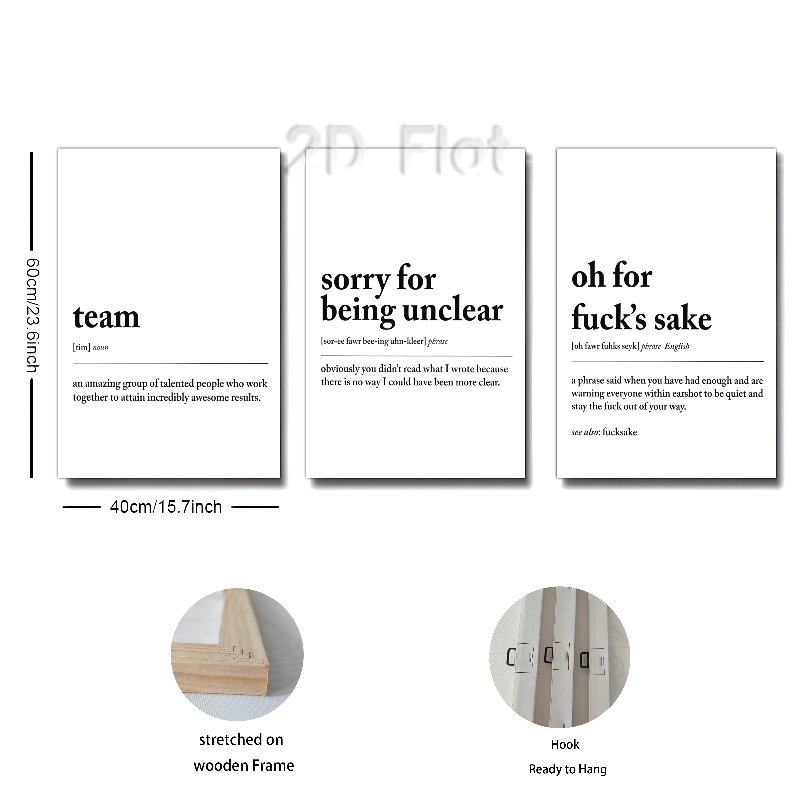 2D Flat
60cm/23.6inch
team
[tim] noun
an amazing group of talented people who work
together to attain incredibly awesome results.
sorry for
being unclear
[sor-ee fawr bee-ing uhn-kleer] phrase
obviously you didn't read what I wrote because
there is no way I could have been more clear.
oh for
fuck's sake
[oh fawr fuhks seyk] phrase English
a phrase said when you have had enough and are
warning everyone within earshot to be quiet and
stay the fuck out of your way.
see also: fucksake
40cm/15.7inch
stretched on
wooden Frame
Hook
Ready to Hang